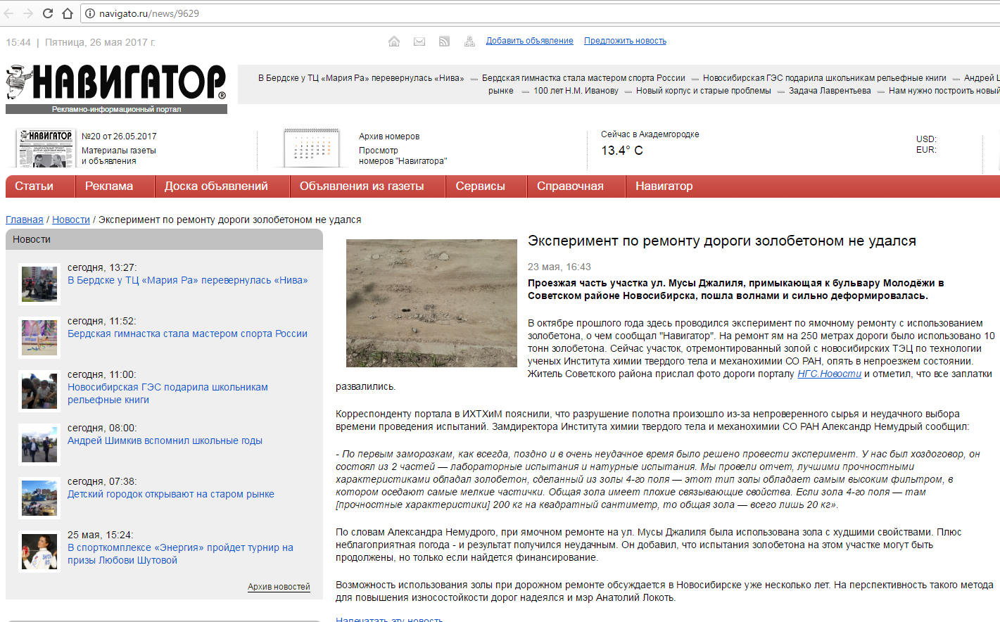 navigato.ru/news/9629
15:44 | Пятница, 26 мая 2017 г.
Добавить объявление Предложить новость
НАВИГАТОР®
Рекламно-информационный портал
В Бердске у ТЦ «Мария Ра» перевернулась «Нива» — Бердская гимнастка стала мастером спорта России — Новосибирская ГЭС подарила школьникам рельефные книги — Андрей Ш
рынке — 100 лет Н.М. Иванову — Новый корпус и старые проблемы — Задача Лаврентьева — Нам нужно построить новый
НАВИГАТОР
№20 от 26.05.2017
Материалы газеты
и объявления
Архив номеров
Просмотр
номеров "Навигатора"
Сейчас в Академгородке
13.4° C
USD:
EUR:
Статьи Реклама Доска объявлений Объявления из газеты Сервисы Справочная Навигатор
Главная / Новости / Эксперимент по ремонту дороги золобетоном не удался
Новости
сегодня, 13:27:
В Бердске у ТЦ «Мария Ра» перевернулась «Нива»
сегодня, 11:52:
Бердская гимнастка стала мастером спорта России
сегодня, 11:00:
Новосибирская ГЭС подарила школьникам
рельефные книги
сегодня, 08:00:
Андрей Шимкив вспомнил школьные годы
сегодня, 07:38:
Детский городок открывают на старом рынке
25 мая, 15:24:
В спорткомплексе «Энергия» пройдет турнир на
призы Любови Шутовой
Архив новостей
Эксперимент по ремонту дороги золобетоном не удался
23 мая, 16:43
Проезжая часть участка ул. Мусы Джалиля, примыкающая к бульвару Молодёжи в
Советском районе Новосибирска, пошла волнами и сильно деформировалась.
В октябре прошлого года здесь проводился эксперимент по ямочному ремонту с использованием
золобетона, о чем сообщал "Навигатор". На ремонт ям на 250 метрах дороги было использовано 10
тонн золобетона. Сейчас участок, отремонтированный золой с новосибирских ТЭЦ по технологии
ученых Института химии твердого тела и механохимии СО РАН, опять в непроезжем состоянии.
Житель Советского района прислал фото дороги порталу НГС.Новости и отметил, что все заплатки
развалились.
Корреспонденту портала в ИХТХиМ пояснили, что разрушение полотна произошло из-за непроверенного сырья и неудачного выбора
времени проведения испытаний. Замдиректора Института химии твердого тела и механохимии СО РАН Александр Немудрый сообщил:
- По первым заморозкам, как всегда, поздно и в очень неудачное время было решено провести эксперимент. У нас был хоздоговор, он
состоял из 2 частей — лабораторные испытания и натурные испытания. Мы провели отчет, лучшими прочностными
характеристиками обладал золобетон, сделанный из золы 4-го поля — этот тип золы обладает самым высоким фильтром, в
котором оседают самые мелкие частички. Общая зола имеет плохие связывающие свойства. Если зола 4-го поля — там
[прочностные характеристики] 200 кг на квадратный сантиметр, то общая зола — всего лишь 20 кг».
По словам Александра Немудрого, при ямочном ремонте на ул. Мусы Джалиля была использована зола с худшими свойствами. Плюс
неблагоприятная погода - и результат получился неудачным. Он добавил, что испытания золобетона на этом участке могут быть
продолжены, но только если найдется финансирование.
Возможность использования золы при дорожном ремонте обсуждается в Новосибирске уже несколько лет. На перспективность такого метода
для повышения износостойкости дорог надеялся и мэр Анатолий Локоть.
Напечатать эту новость